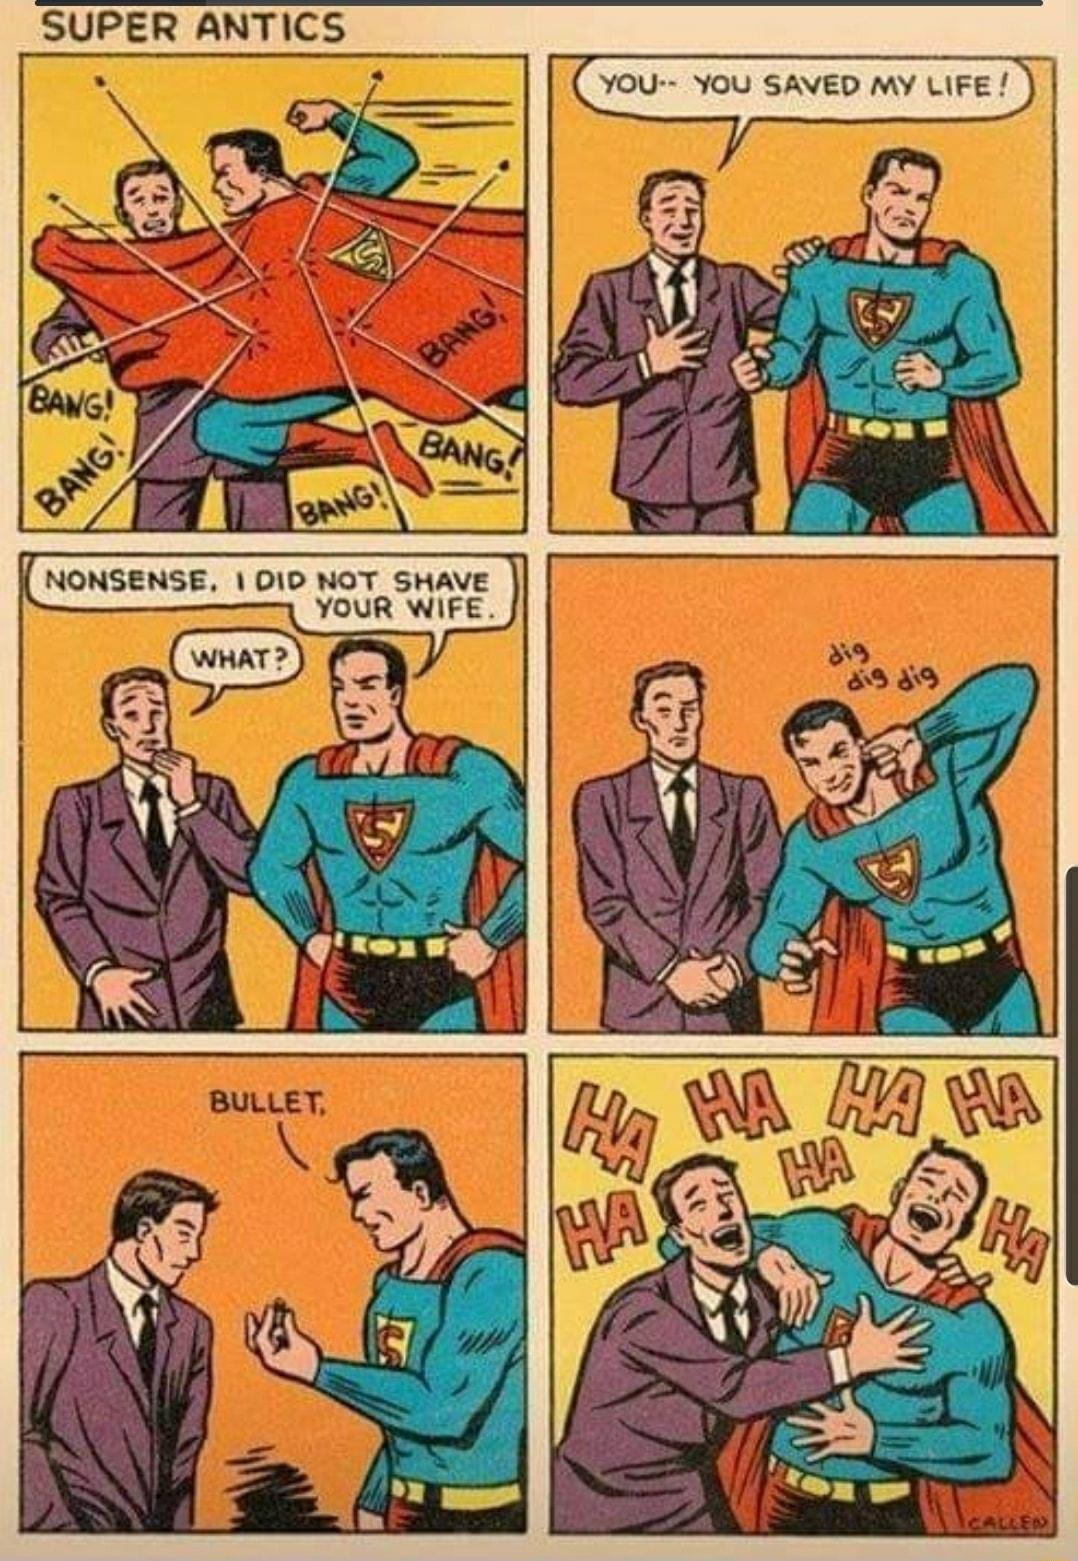 SUPER ANTICS
BANG!
BANG!
BANG!
BANG!
BANG!
YOU-- YOU SAVED MY LIFE!
NONSENSE. I DID NOT SHAVE
YOUR WIFE.
WHAT?
dig
dig dig
BULLET.
HA HA HA HA
HA
HA HA
CALLEN
S
S
S
S
S